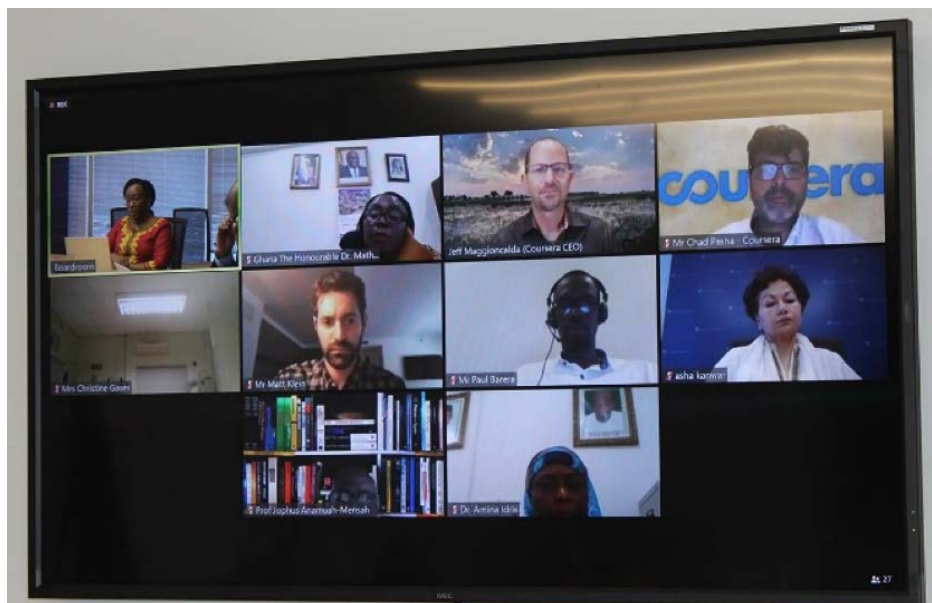 REC
Boardroom
Ghana The Honourable Dr. Math...
Jeff Maggioncalda (Coursera CEO)
coursera
Mr Chad Pasha - Coursera
Mrs Christine Gases
Mr Matt Klein
Mr Paul Barera
asha kanwar
Prof Jophus Anamuah-Mensah
Dr. Amina Idris
27
NEC